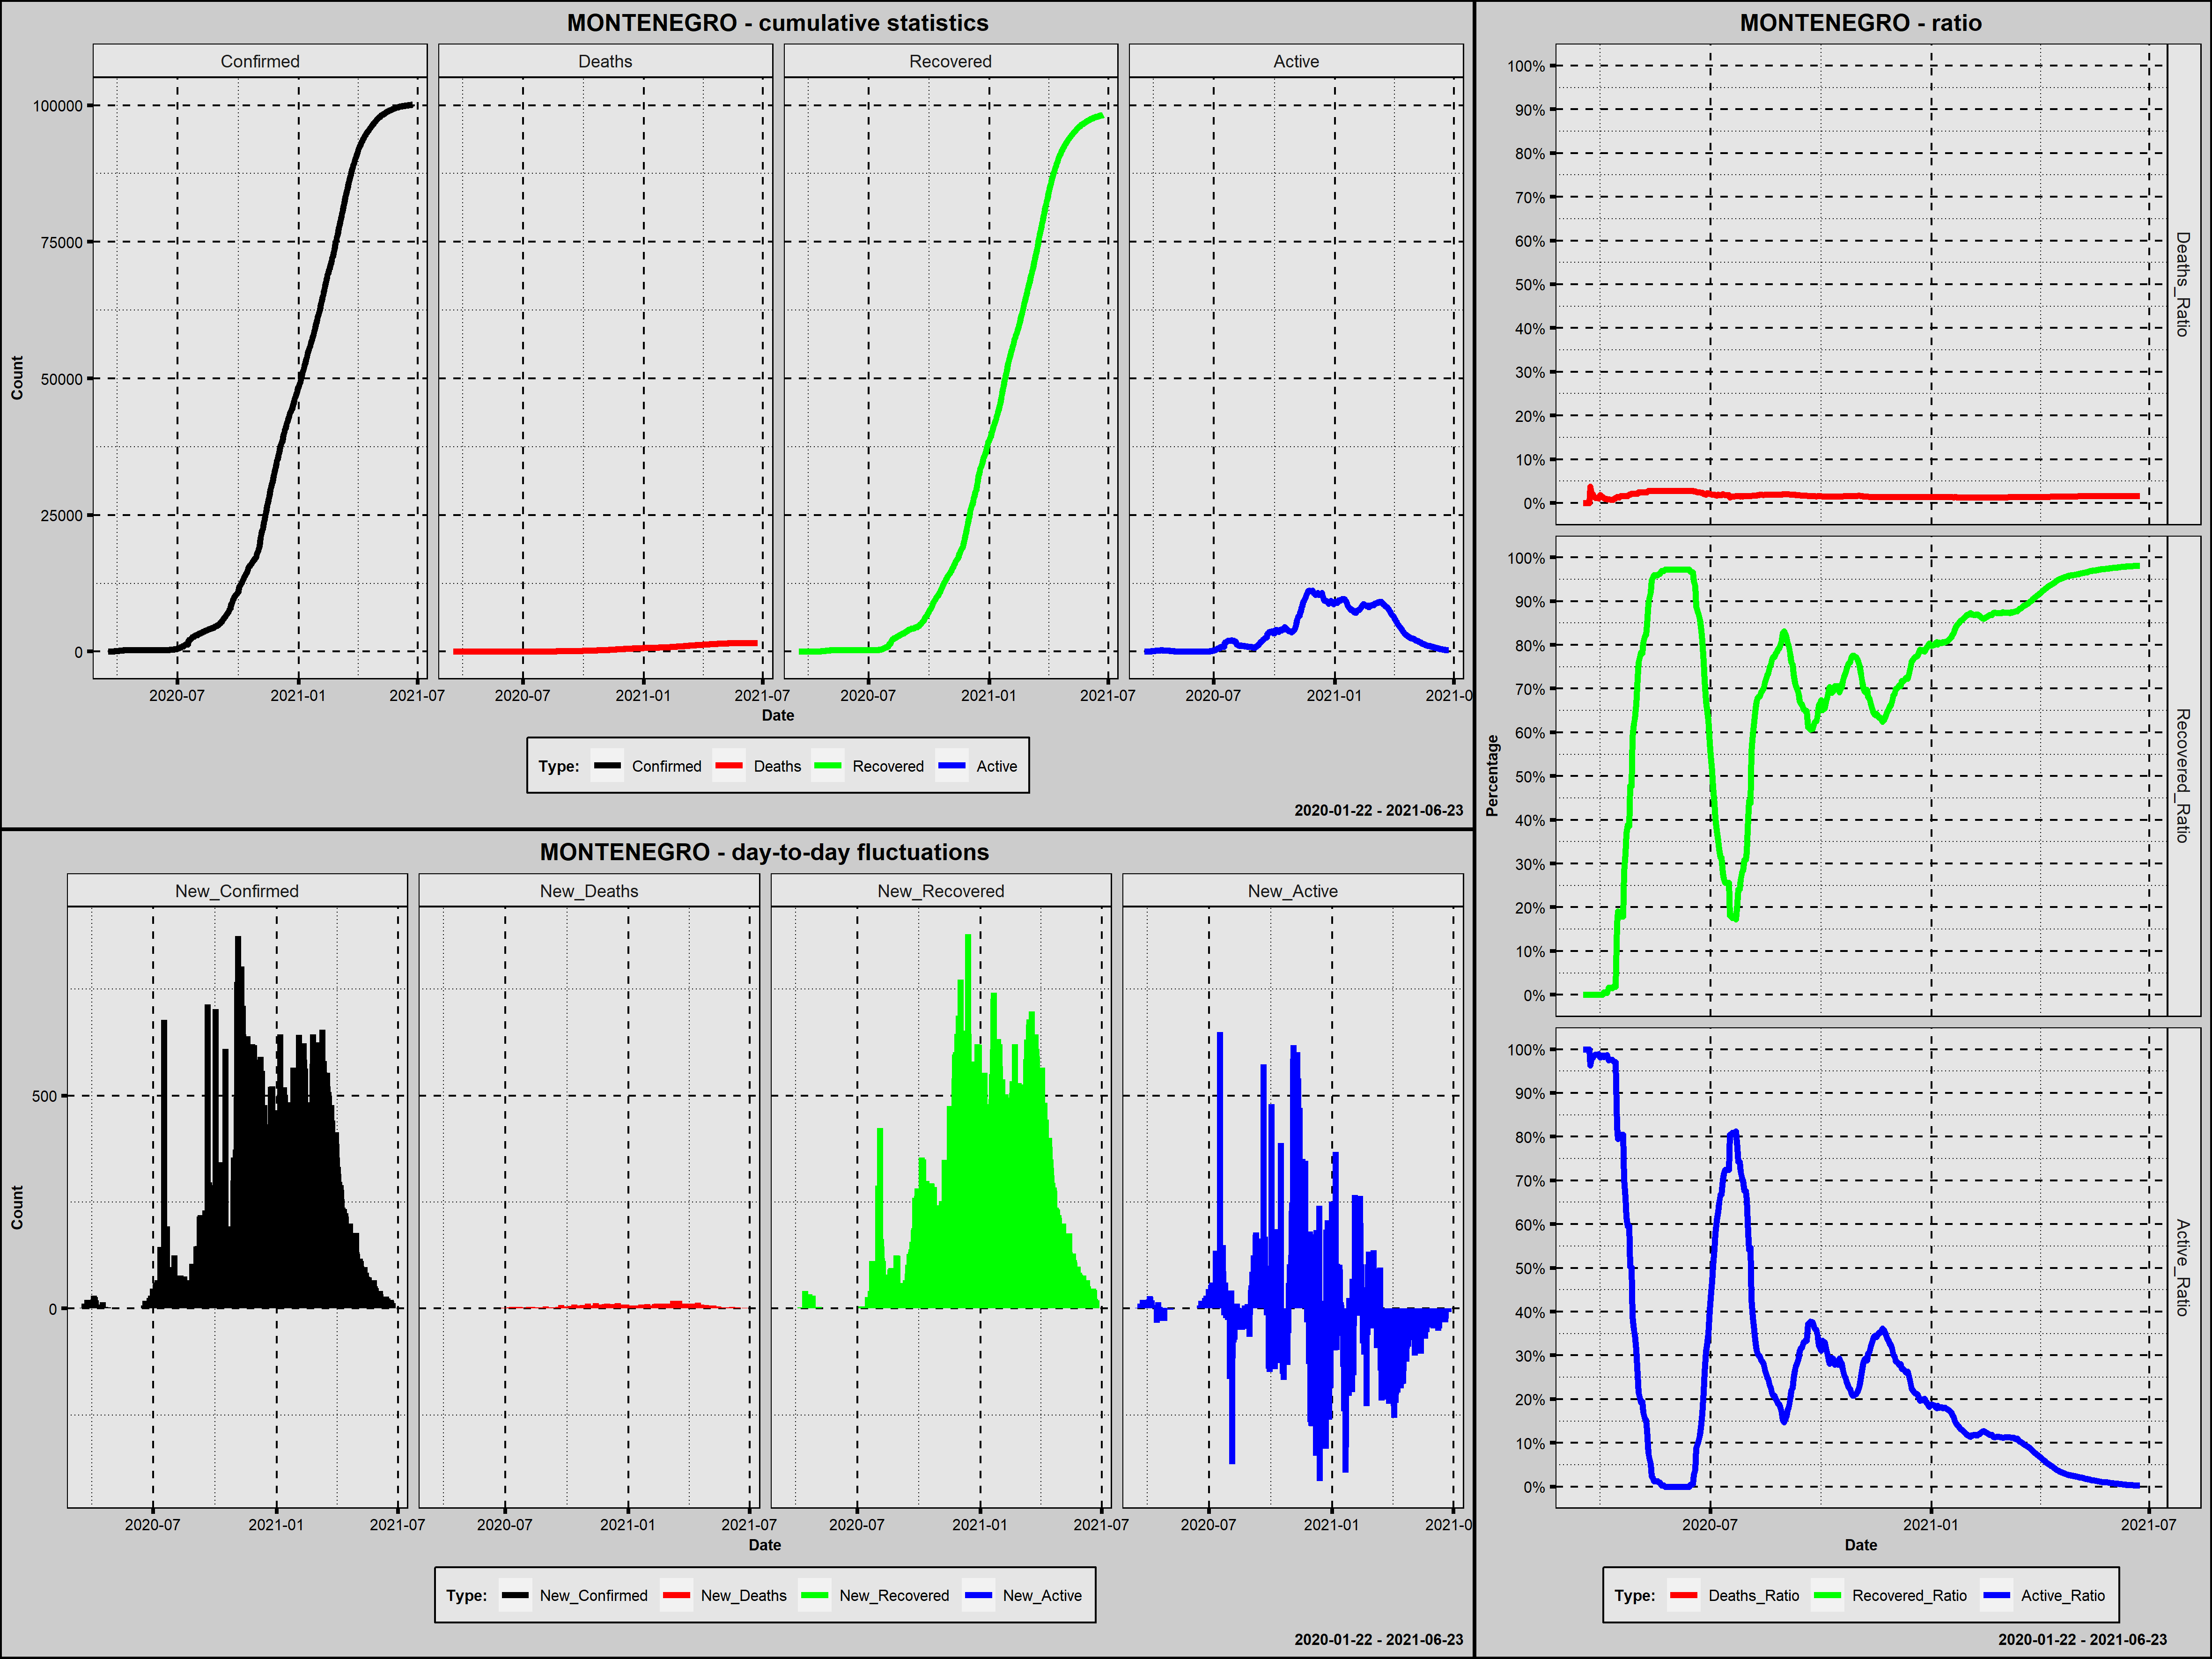 MONTENEGRO - cumulative statistics
Confirmed Deaths Recovered Active
100000
75000
50000
25000
0
Count
2020-07 2021-01 2021-07 2020-07 2021-01 2021-07 2020-07 2021-01 2021-07 2020-07 2021-01 2021-0
Date
Type: Confirmed Deaths Recovered Active
2020-01-22 - 2021-06-23
MONTENEGRO - day-to-day fluctuations
New_Confirmed New_Deaths New_Recovered New_Active
500
0
Count
2020-07 2021-01 2021-07 2020-07 2021-01 2021-07 2020-07 2021-01 2021-07 2020-07 2021-01 2021-0
Date
Type: New_Confirmed New_Deaths New_Recovered New_Active
2020-01-22 - 2021-06-23
MONTENEGRO - ratio
100%
90%
80%
70%
60%
50%
40%
30%
20%
10%
0%
Deaths_Ratio
100%
90%
80%
70%
60%
50%
40%
30%
20%
10%
0%
Recovered_Ratio
Percentage
100%
90%
80%
70%
60%
50%
40%
30%
20%
10%
0%
Active_Ratio
2020-07 2021-01 2021-07
Date
Type: Deaths_Ratio Recovered_Ratio Active_Ratio
2020-01-22 - 2021-06-23